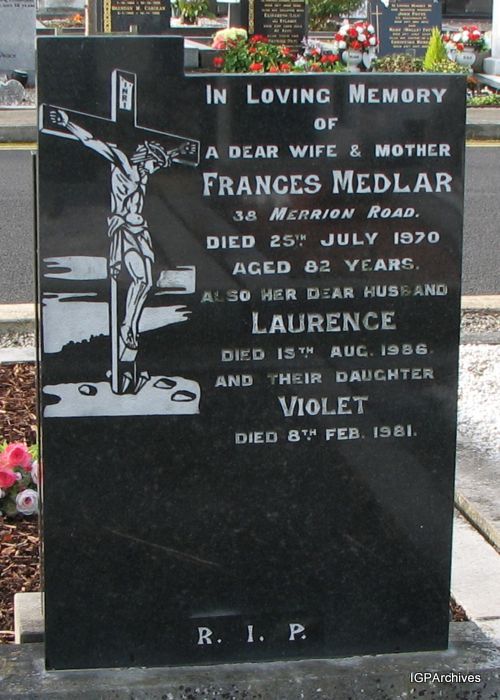 INRI
In Loving Memory
of
a dear wife & mother
Frances Medlar
38 Merrion Road.
Died 25th July 1970
aged 82 years.
also her dear husband
Laurence
died 15th Aug. 1986.
and their daughter
Violet
died 8th Feb. 1981.
R. I. P.
IGPArchives